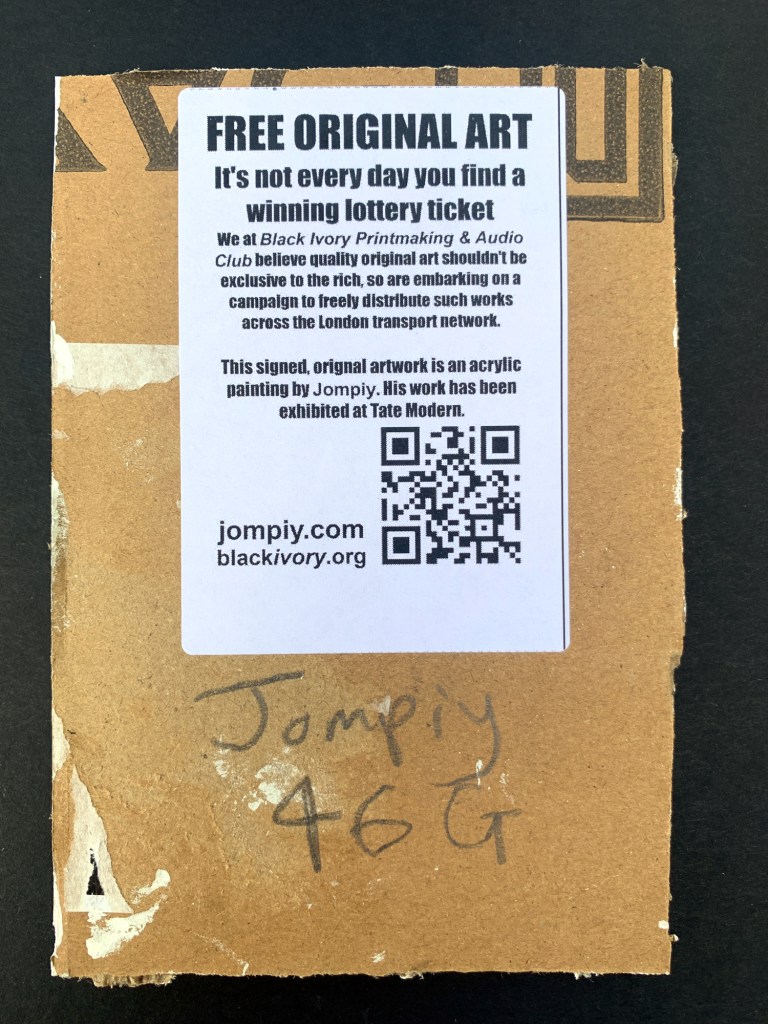 FREE ORIGINAL ART
It's not every day you find a
winning lottery ticket
We at Black Ivory Printmaking & Audio
Club believe quality original art shouldn't be
exclusive to the rich, so are embarking on a
campaign to freely distribute such works
across the London transport network.
This signed, orignal artwork is an acrylic
painting by Jompiy. His work has been
exhibited at Tate Modern.
jompiy.com
blackivory.org
Jompiy
46 G